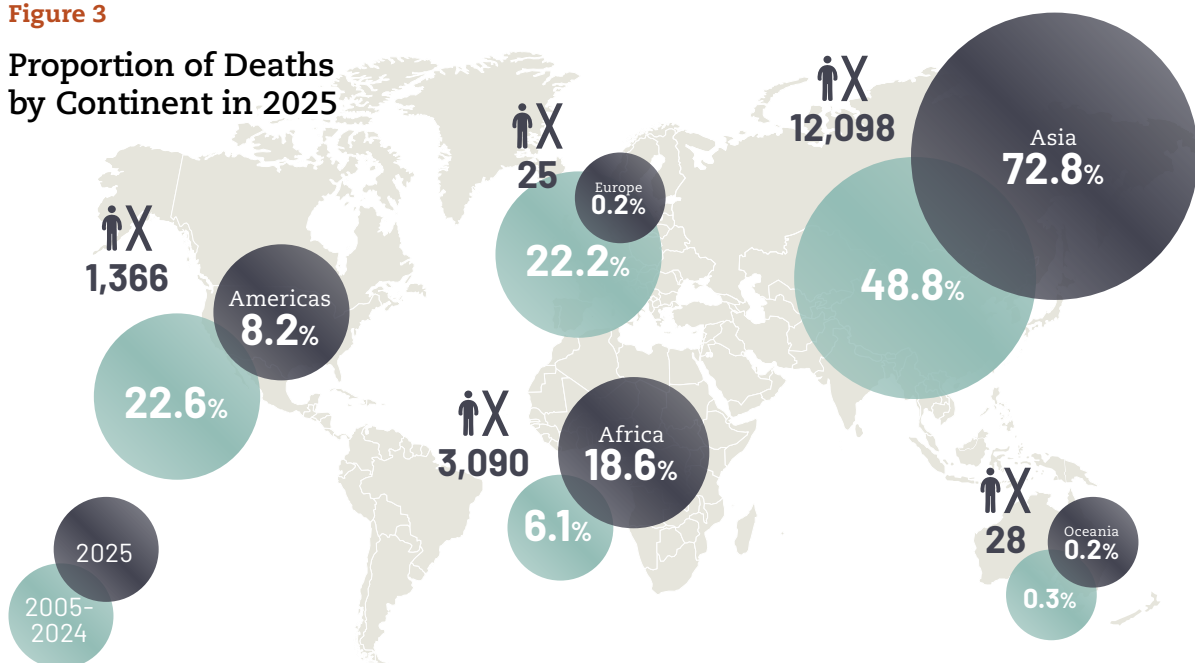 Figure 3
Proportion of Deaths
by Continent in 2025
12,098
Asia
72.8%
48.8%
25
Europe
0.2%
22.2%
1,366
Americas
8.2%
22.6%
3,090
Africa
18.6%
6.1%
28
Oceania
0.2%
0.3%
2025
2005-
2024